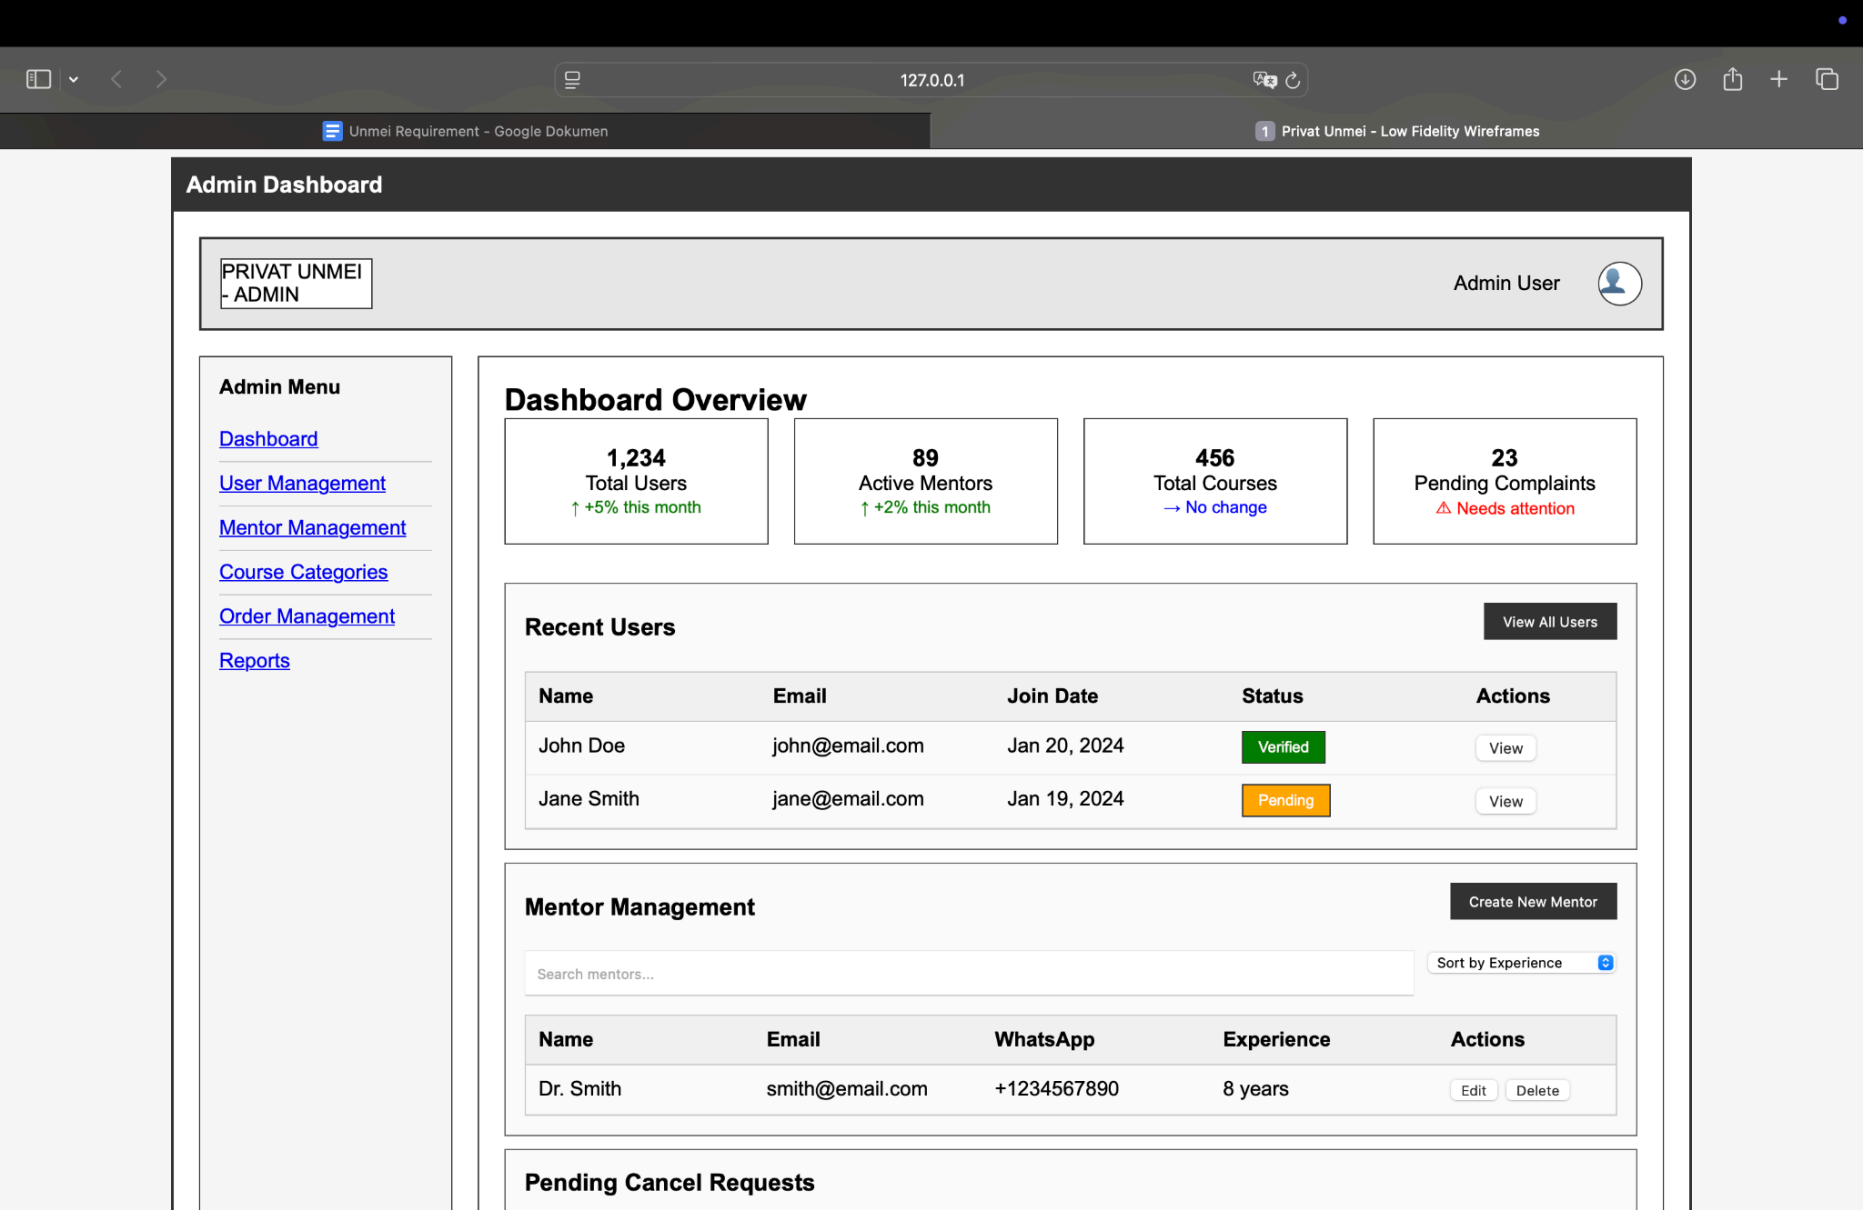 127.0.0.1
Unmei Requirement - Google Dokumen
1 Privat Unmei - Low Fidelity Wireframes
Admin Dashboard
PRIVAT UNMEI
- ADMIN
Admin User
Admin Menu
Dashboard
User Management
Mentor Management
Course Categories
Order Management
Reports
Dashboard Overview
1,234
Total Users
↑ +5% this month
89
Active Mentors
↑ +2% this month
456
Total Courses
→ No change
23
Pending Complaints
⚠ Needs attention
Recent Users
View All Users
Name Email Join Date Status Actions
John Doe john@email.com Jan 20, 2024 Verified View
Jane Smith jane@email.com Jan 19, 2024 Pending View
Mentor Management
Create New Mentor
Search mentors...
Sort by Experience
Name Email WhatsApp Experience Actions
Dr. Smith smith@email.com +1234567890 8 years Edit Delete
Pending Cancel Requests